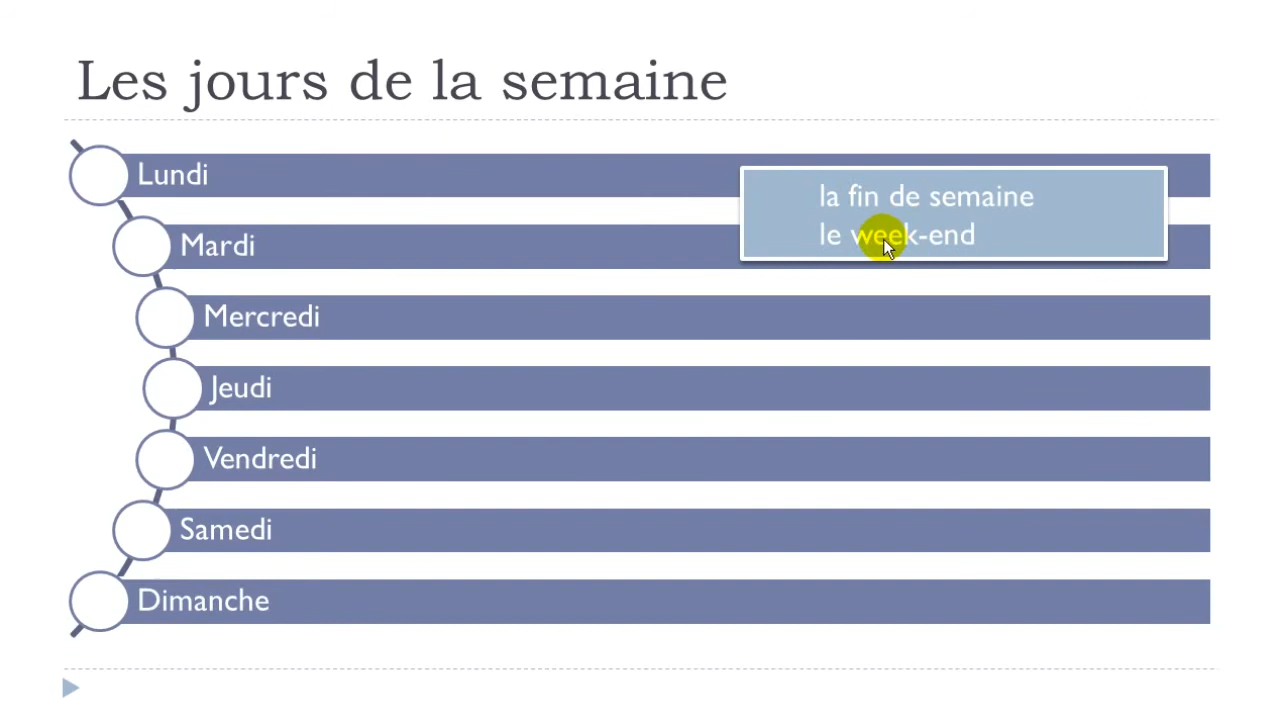 Les jours de la semaine
Lundi
la fin de semaine
le week-end
Mardi
Mercredi
Jeudi
Vendredi
Samedi
Dimanche